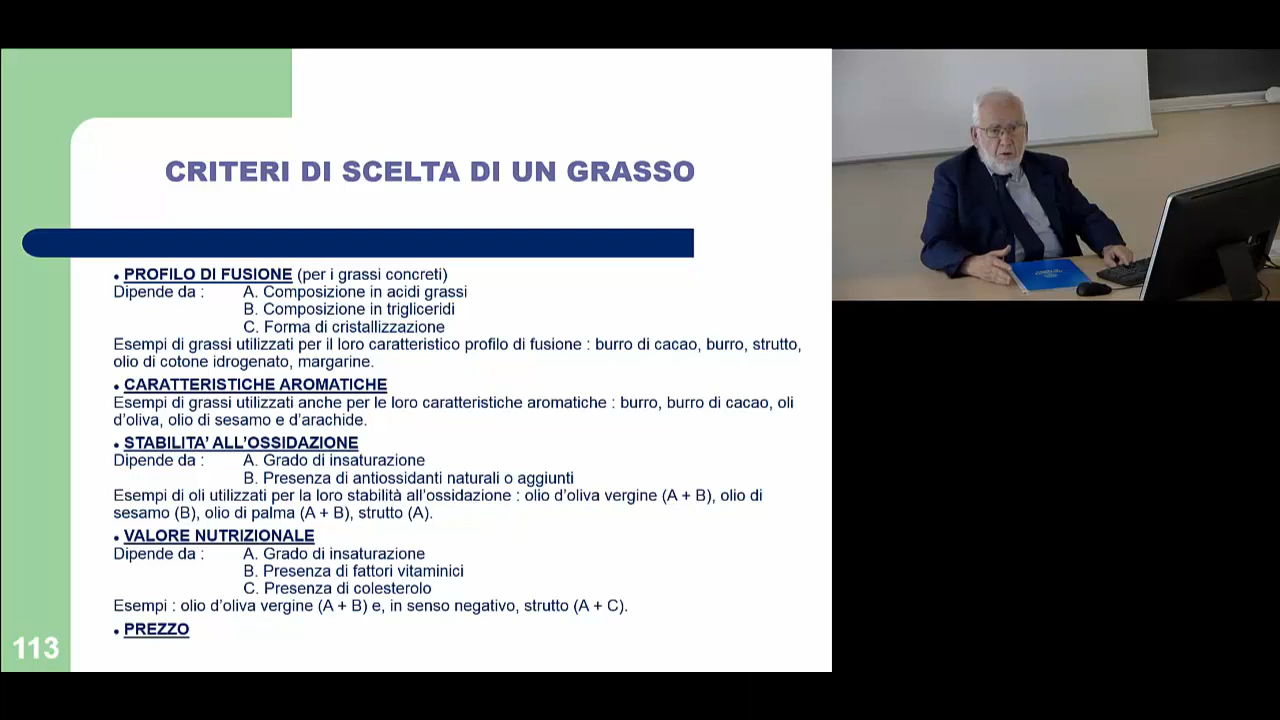 CRITERI DI SCELTA DI UN GRASSO
• PROFILO DI FUSIONE (per i grassi concreti)
Dipende da : A. Composizione in acidi grassi
B. Composizione in trigliceridi
C. Forma di cristallizzazione
Esempi di grassi utilizzati per il loro caratteristico profilo di fusione : burro di cacao, burro, strutto,
olio di cotone idrogenato, margarine.
• CARATTERISTICHE AROMATICHE
Esempi di grassi utilizzati anche per le loro caratteristiche aromatiche : burro, burro di cacao, oli
d’oliva, olio di sesamo e d’arachide.
• STABILITA’ ALL’OSSIDAZIONE
Dipende da : A. Grado di insaturazione
B. Presenza di antiossidanti naturali o aggiunti
Esempi di oli utilizzati per la loro stabilità all’ossidazione : olio d’oliva vergine (A + B), olio di
sesamo (B), olio di palma (A + B), strutto (A).
• VALORE NUTRIZIONALE
Dipende da : A. Grado di insaturazione
B. Presenza di fattori vitaminici
C. Presenza di colesterolo
Esempi : olio d’oliva vergine (A + B) e, in senso negativo, strutto (A + C).
• PREZZO
113